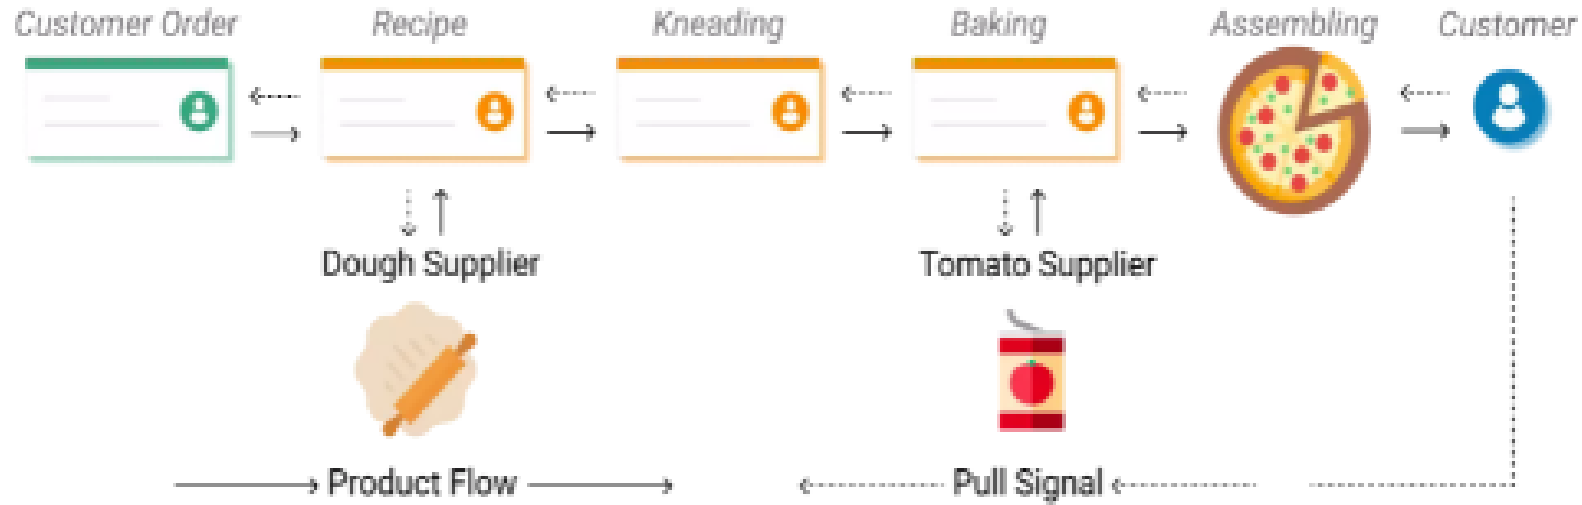 Customer Order
Recipe
Kneading
Baking
Assembling
Customer
Dough Supplier
Tomato Supplier
Product Flow
Pull Signal